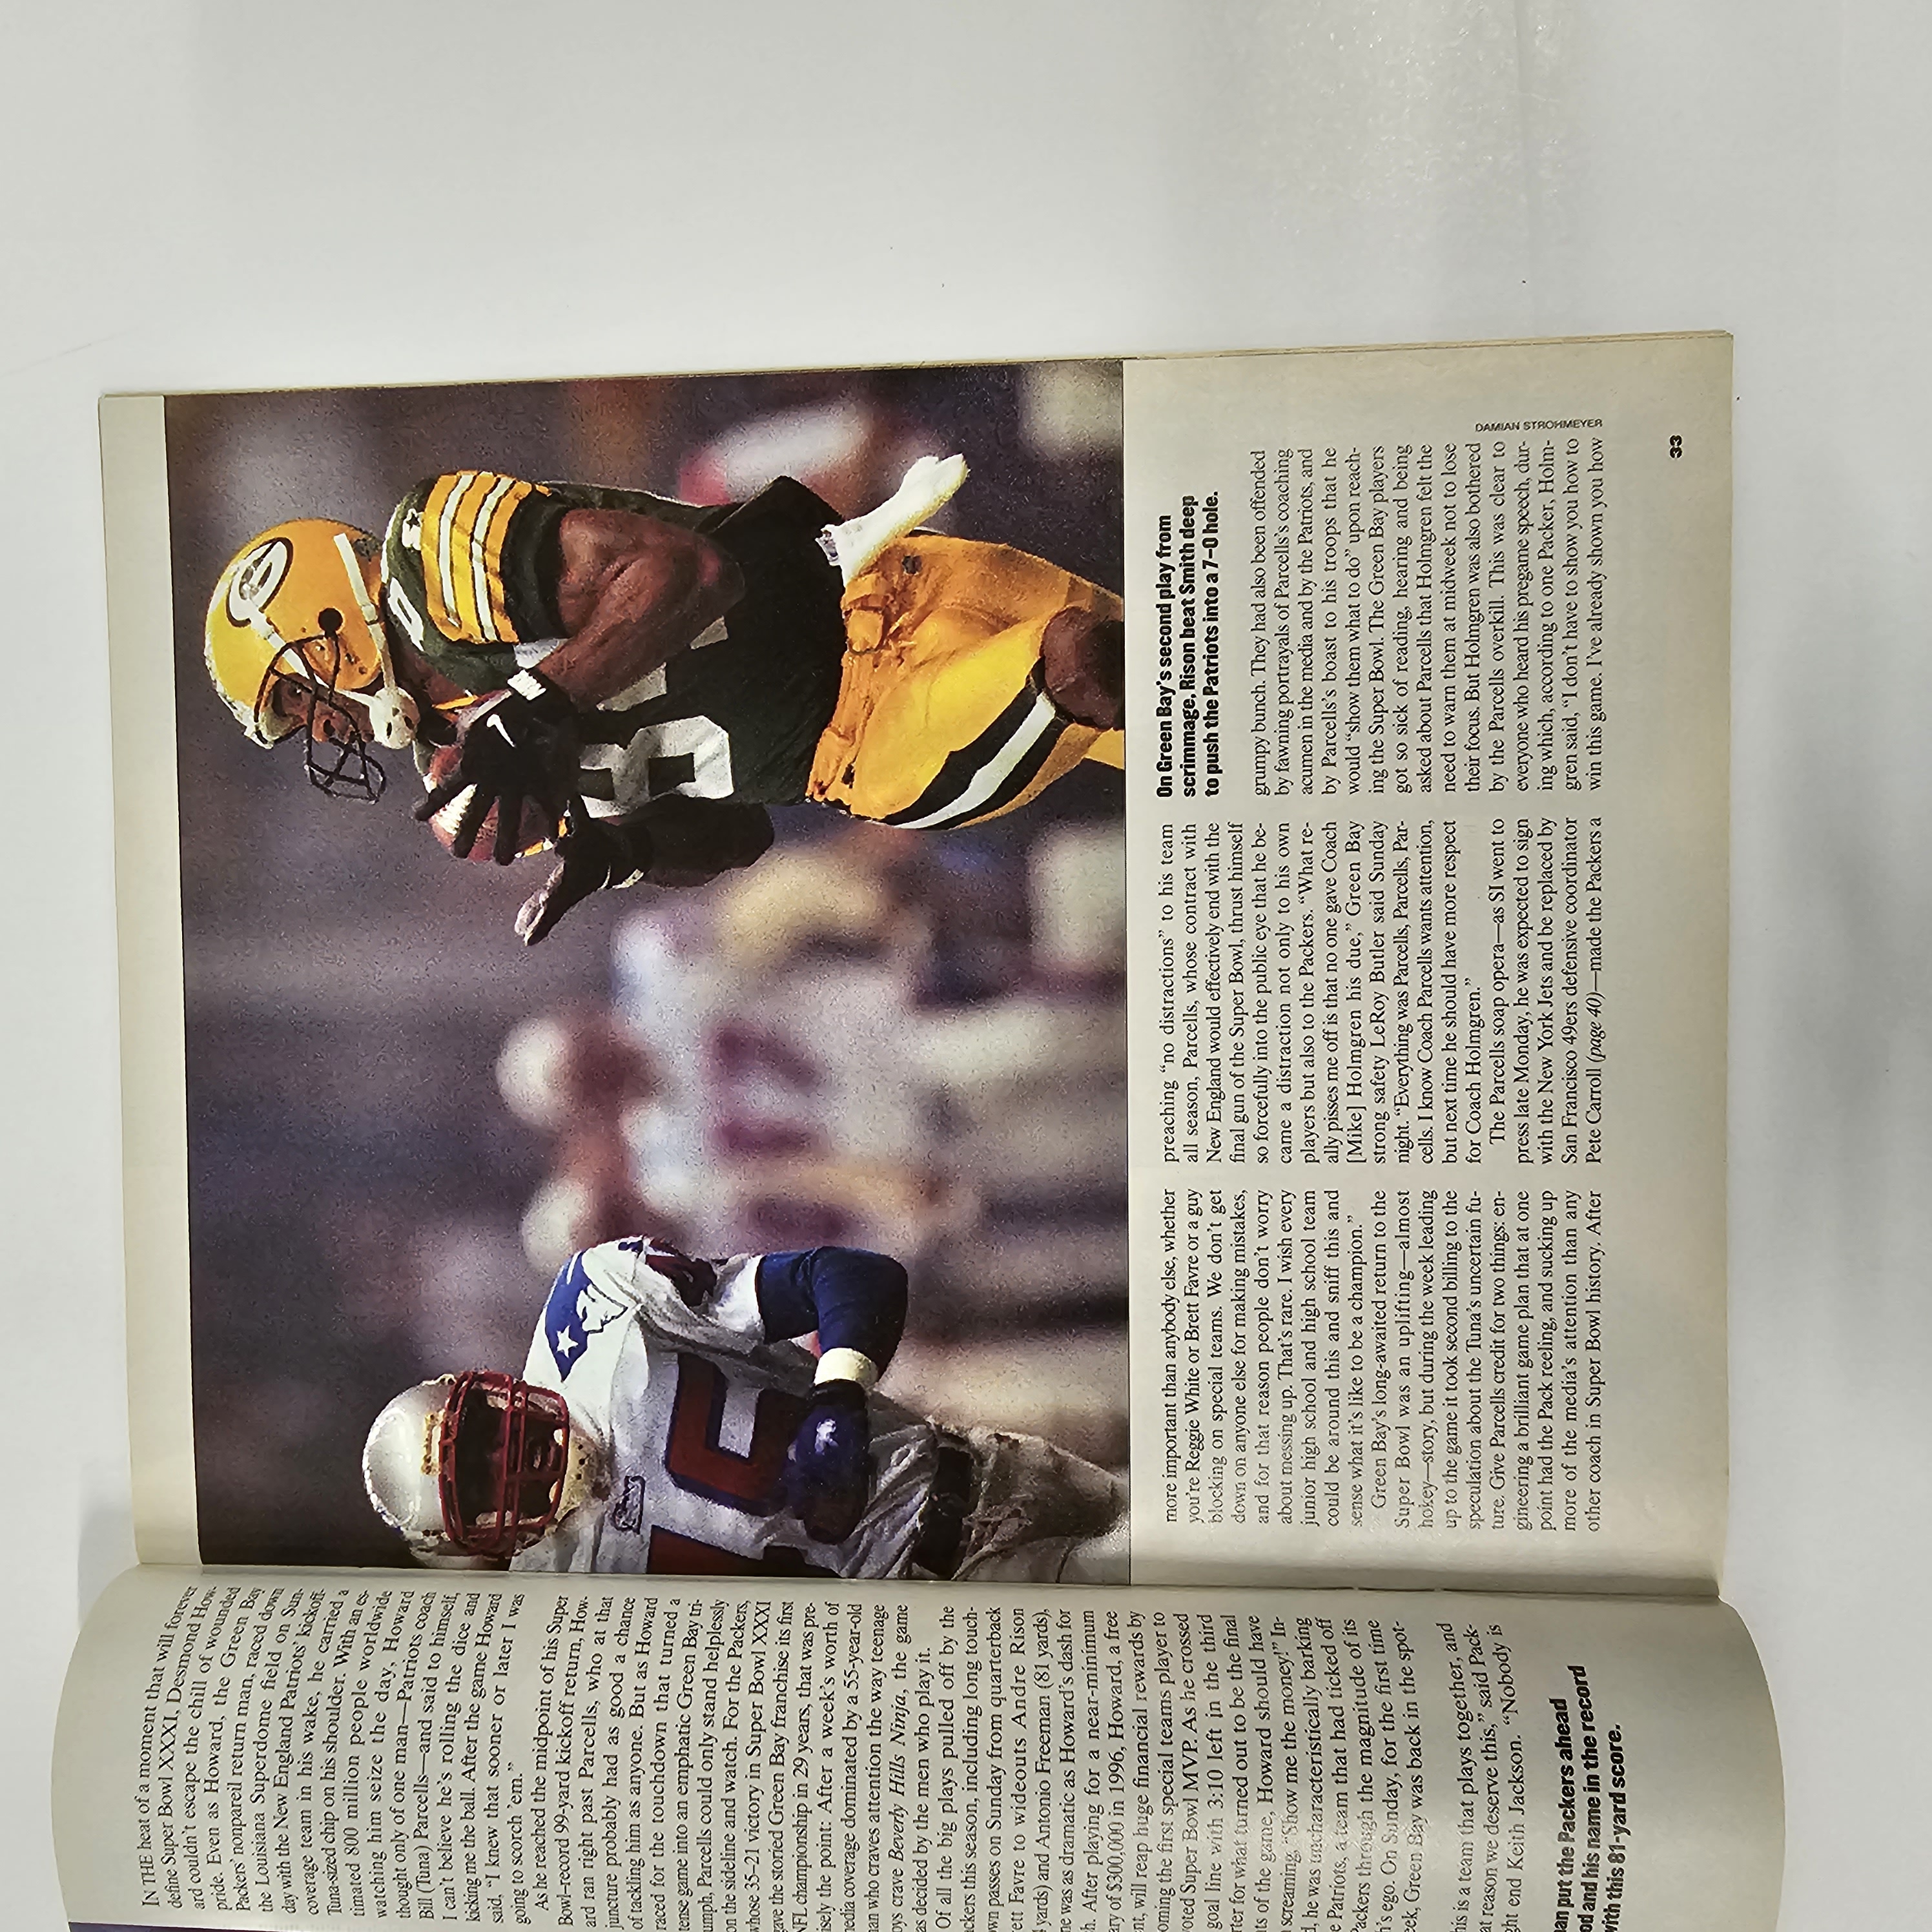 IN THE heat of a moment that will forever
define Super Bowl XXXI, Desmond How-
ard couldn't escape the chill of wounded
pride. Even as Howard, the Green Bay
Packers' nonpareil return man, raced down
the Louisiana Superdome field on Sun-
day with the New England Patriots' kickoff-
coverage team in his wake, he carried a
Tuna-sized chip on his shoulder. With an es-
timated 800 million people worldwide
watching him seize the day, Howard
thought only of one man—Patriots coach
Bill (Tuna) Parcells—and said to himself,
I can't believe he's rolling the dice and
kicking me the ball. After the game Howard
said, "I knew that sooner or later I was
going to scorch 'em."
As he reached the midpoint of his Super
Bowl–record 99-yard kickoff return, How-
ard ran right past Parcells, who at that
juncture probably had as good a chance
of tackling him as anyone. But as Howard
raced for the touchdown that turned a
tense game into an emphatic Green Bay tri-
umph, Parcells could only stand helplessly
on the sideline and watch. For the Packers,
whose 35–21 victory in Super Bowl XXXI
gave the storied Green Bay franchise its first
NFL championship in 29 years, that was pre-
isely the point: After a week's worth of
media coverage dominated by a 55-year-old
man who craves attention the way teenage
oys crave Beverly Hills Ninja, the game
as decided by the men who play it.
Of all the big plays pulled off by the
ackers this season, including long touch-
own passes on Sunday from quarterback
rett Favre to wideouts Andre Rison
yards) and Antonio Freeman (81 yards),
ne was as dramatic as Howard's dash for
h. After playing for a near-minimum
ary of $300,000 in 1996, Howard, a free
nt, will reap huge financial rewards by
oming the first special teams player to
voted Super Bowl MVP. As he crossed
goal line with 3:10 left in the third
rter for what turned out to be the final
ts of the game, Howard should have
screaming, "Show me the money!" In-
d, he was uncharacteristically barking
e Patriots, a team that had ticked off
Packers through the magnitude of its
h's ego. On Sunday, for the first time
eek, Green Bay was back in the spot-
his is a team that plays together, and
at reason we deserve this," said Pack-
ght end Keith Jackson. "Nobody is
an put the Packers ahead
od and his name in the record
with this 81-yard score.
45
more important than anybody else, whether
you're Reggie White or Brett Favre or a guy
blocking on special teams. We don't get
down on anyone else for making mistakes,
and for that reason people don't worry
about messing up. That's rare. I wish every
junior high school and high school team
could be around this and sniff this and
sense what it's like to be a champion."
Green Bay's long-awaited return to the
Super Bowl was an uplifting—almost
hokey—story, but during the week leading
up to the game it took second billing to the
speculation about the Tuna's uncertain fu-
ture. Give Parcells credit for two things: en-
gineering a brilliant game plan that at one
point had the Pack reeling, and sucking up
more of the media's attention than any
other coach in Super Bowl history. After
preaching "no distractions" to his team
all season, Parcells, whose contract with
New England would effectively end with the
final gun of the Super Bowl, thrust himself
so forcefully into the public eye that he be-
came a distraction not only to his own
players but also to the Packers. "What re-
ally pisses me off is that no one gave Coach
[Mike] Holmgren his due," Green Bay
strong safety LeRoy Butler said Sunday
night. "Everything was Parcells, Parcells, Par-
cells. I know Coach Parcells wants attention,
but next time he should have more respect
for Coach Holmgren."
The Parcells soap opera—as SI went to
press late Monday, he was expected to sign
with the New York Jets and be replaced by
San Francisco 49ers defensive coordinator
Pete Carroll (page 40)—made the Packers a
On Green Bay's second play from
scrimmage, Rison beat Smith deep
to push the Patriots into a 7–0 hole.
grumpy bunch. They had also been offended
by fawning portrayals of Parcells's coaching
acumen in the media and by the Patriots, and
by Parcells's boast to his troops that he
would "show them what to do" upon reach-
ing the Super Bowl. The Green Bay players
got so sick of reading, hearing and being
asked about Parcells that Holmgren felt the
need to warn them at midweek not to lose
their focus. But Holmgren was also bothered
by the Parcells overkill. This was clear to
everyone who heard his pregame speech, dur-
ing which, according to one Packer, Holm-
gren said, "I don't have to show you how to
win this game. I've already shown you how
DAMIAN STROHMEYER
33